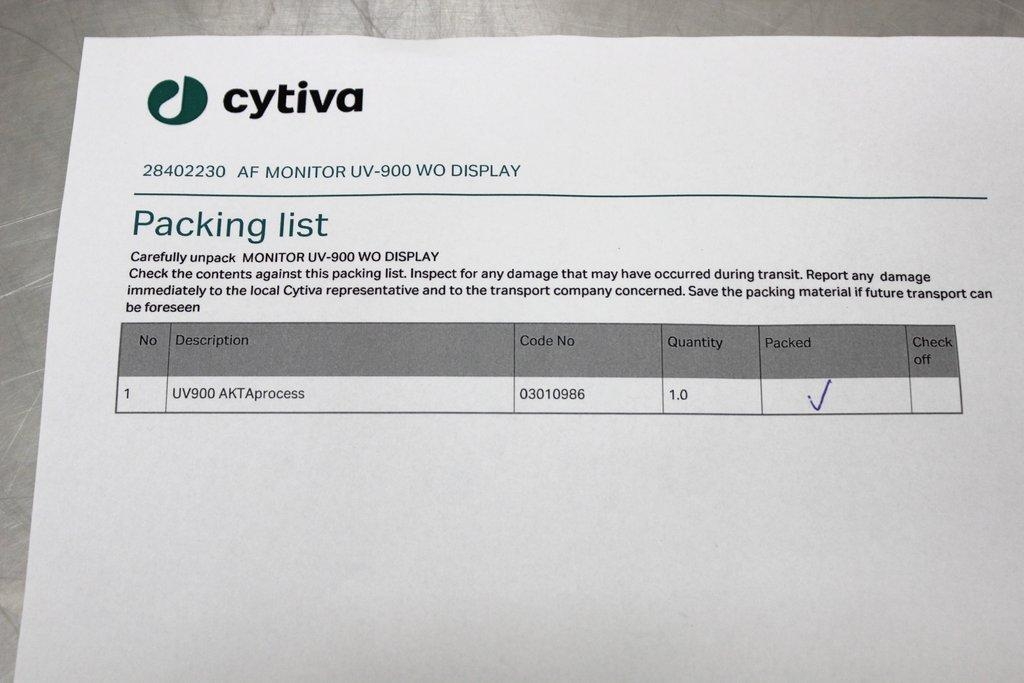 cytiva
28402230 AF MONITOR UV-900 WO DISPLAY
Packing list
Carefully unpack MONITOR UV-900 WO DISPLAY
Check the contents against this packing list. Inspect for any damage that may have occurred during transit. Report any damage
immediately to the local Cytiva representative and to the transport company concerned. Save the packing material if future transport can
be foreseen
No Description Code No Quantity Packed Check
off
1 UV900 AKTAprocess 03010986 1.0 ✓